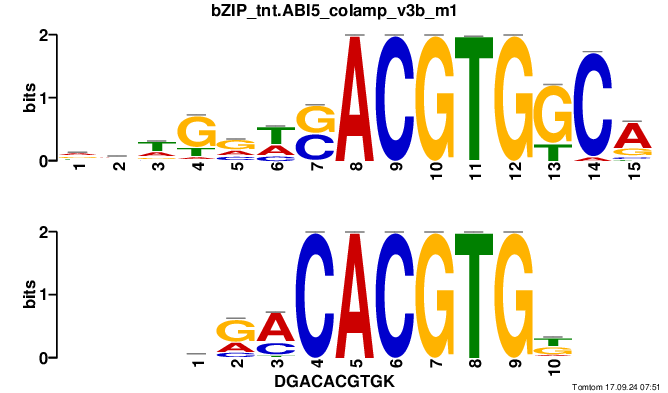 bZIP_tnt.ABI5_colamp_v3b_m1
2
1
0
bits
T G G T G A C G T G G C A
1 2 3 4 5 6 7 8 9 10 11 12 13 14 15
2
1
0
bits
G A C A C G T G T
1 2 3 4 5 6 7 8 9 10
DGACACGTGK
Tomtom 17.09.24 07:51